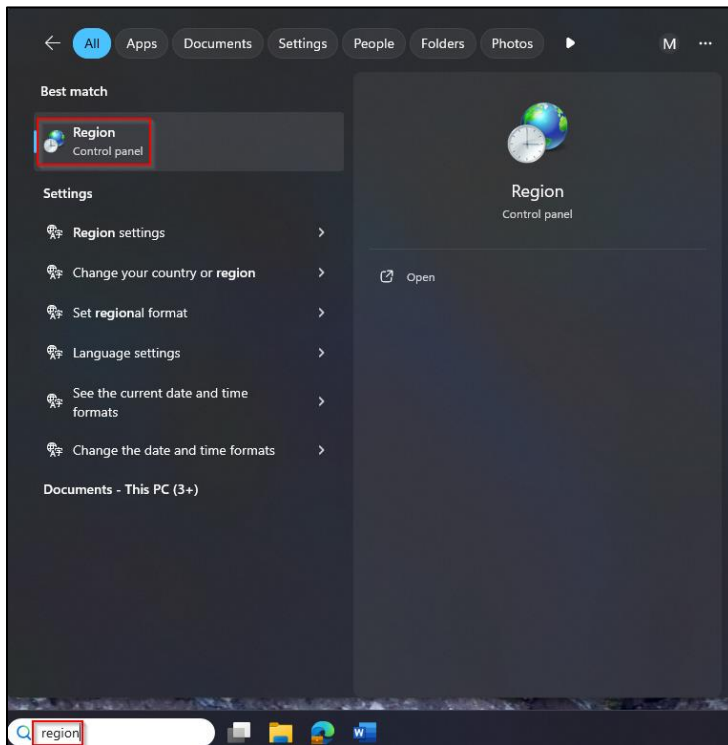 All Apps Documents Settings People Folders Photos M ...
Best match
Region
Control panel
Settings
Region settings
Change your country or region
Set regional format
Language settings
See the current date and time
formats
Change the date and time formats
Documents - This PC (3+)
Region
Control panel
Open
region